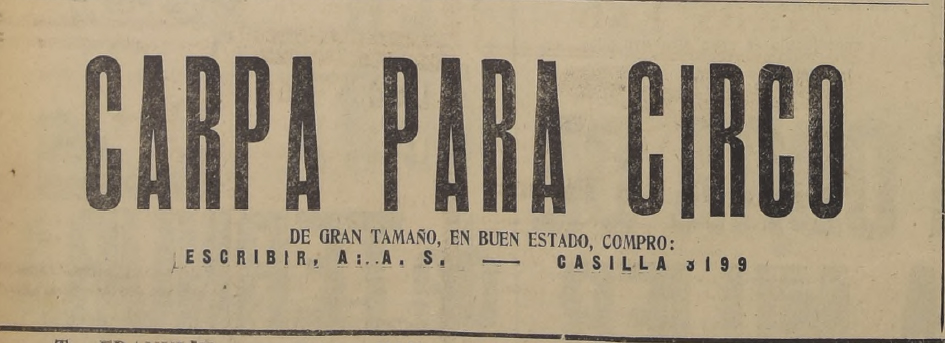 CARPA PARA CIRCO
DE GRAN TAMAÑO, EN BUEN ESTADO, COMPRO:
ESCRIBIR, A:. A. S. — CASILLA 3199